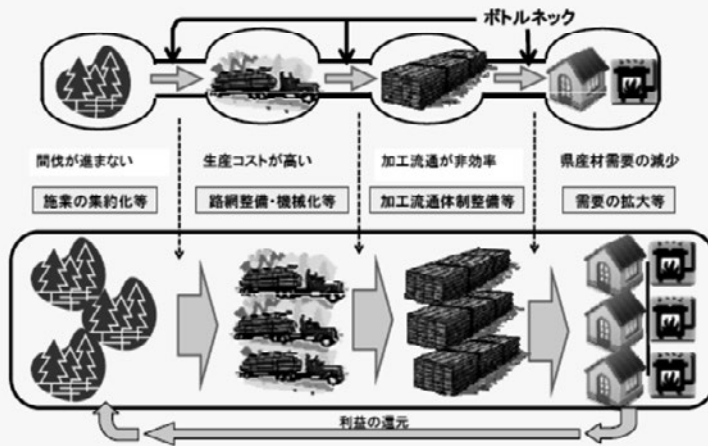 ボトルネック
間伐が進まない
生産コストが高い
加工流通が非効率
県産材需要の減少
施業の集約化等
路網整備・機械化等
加工流通体制整備等
需要の拡大等
利益の還元